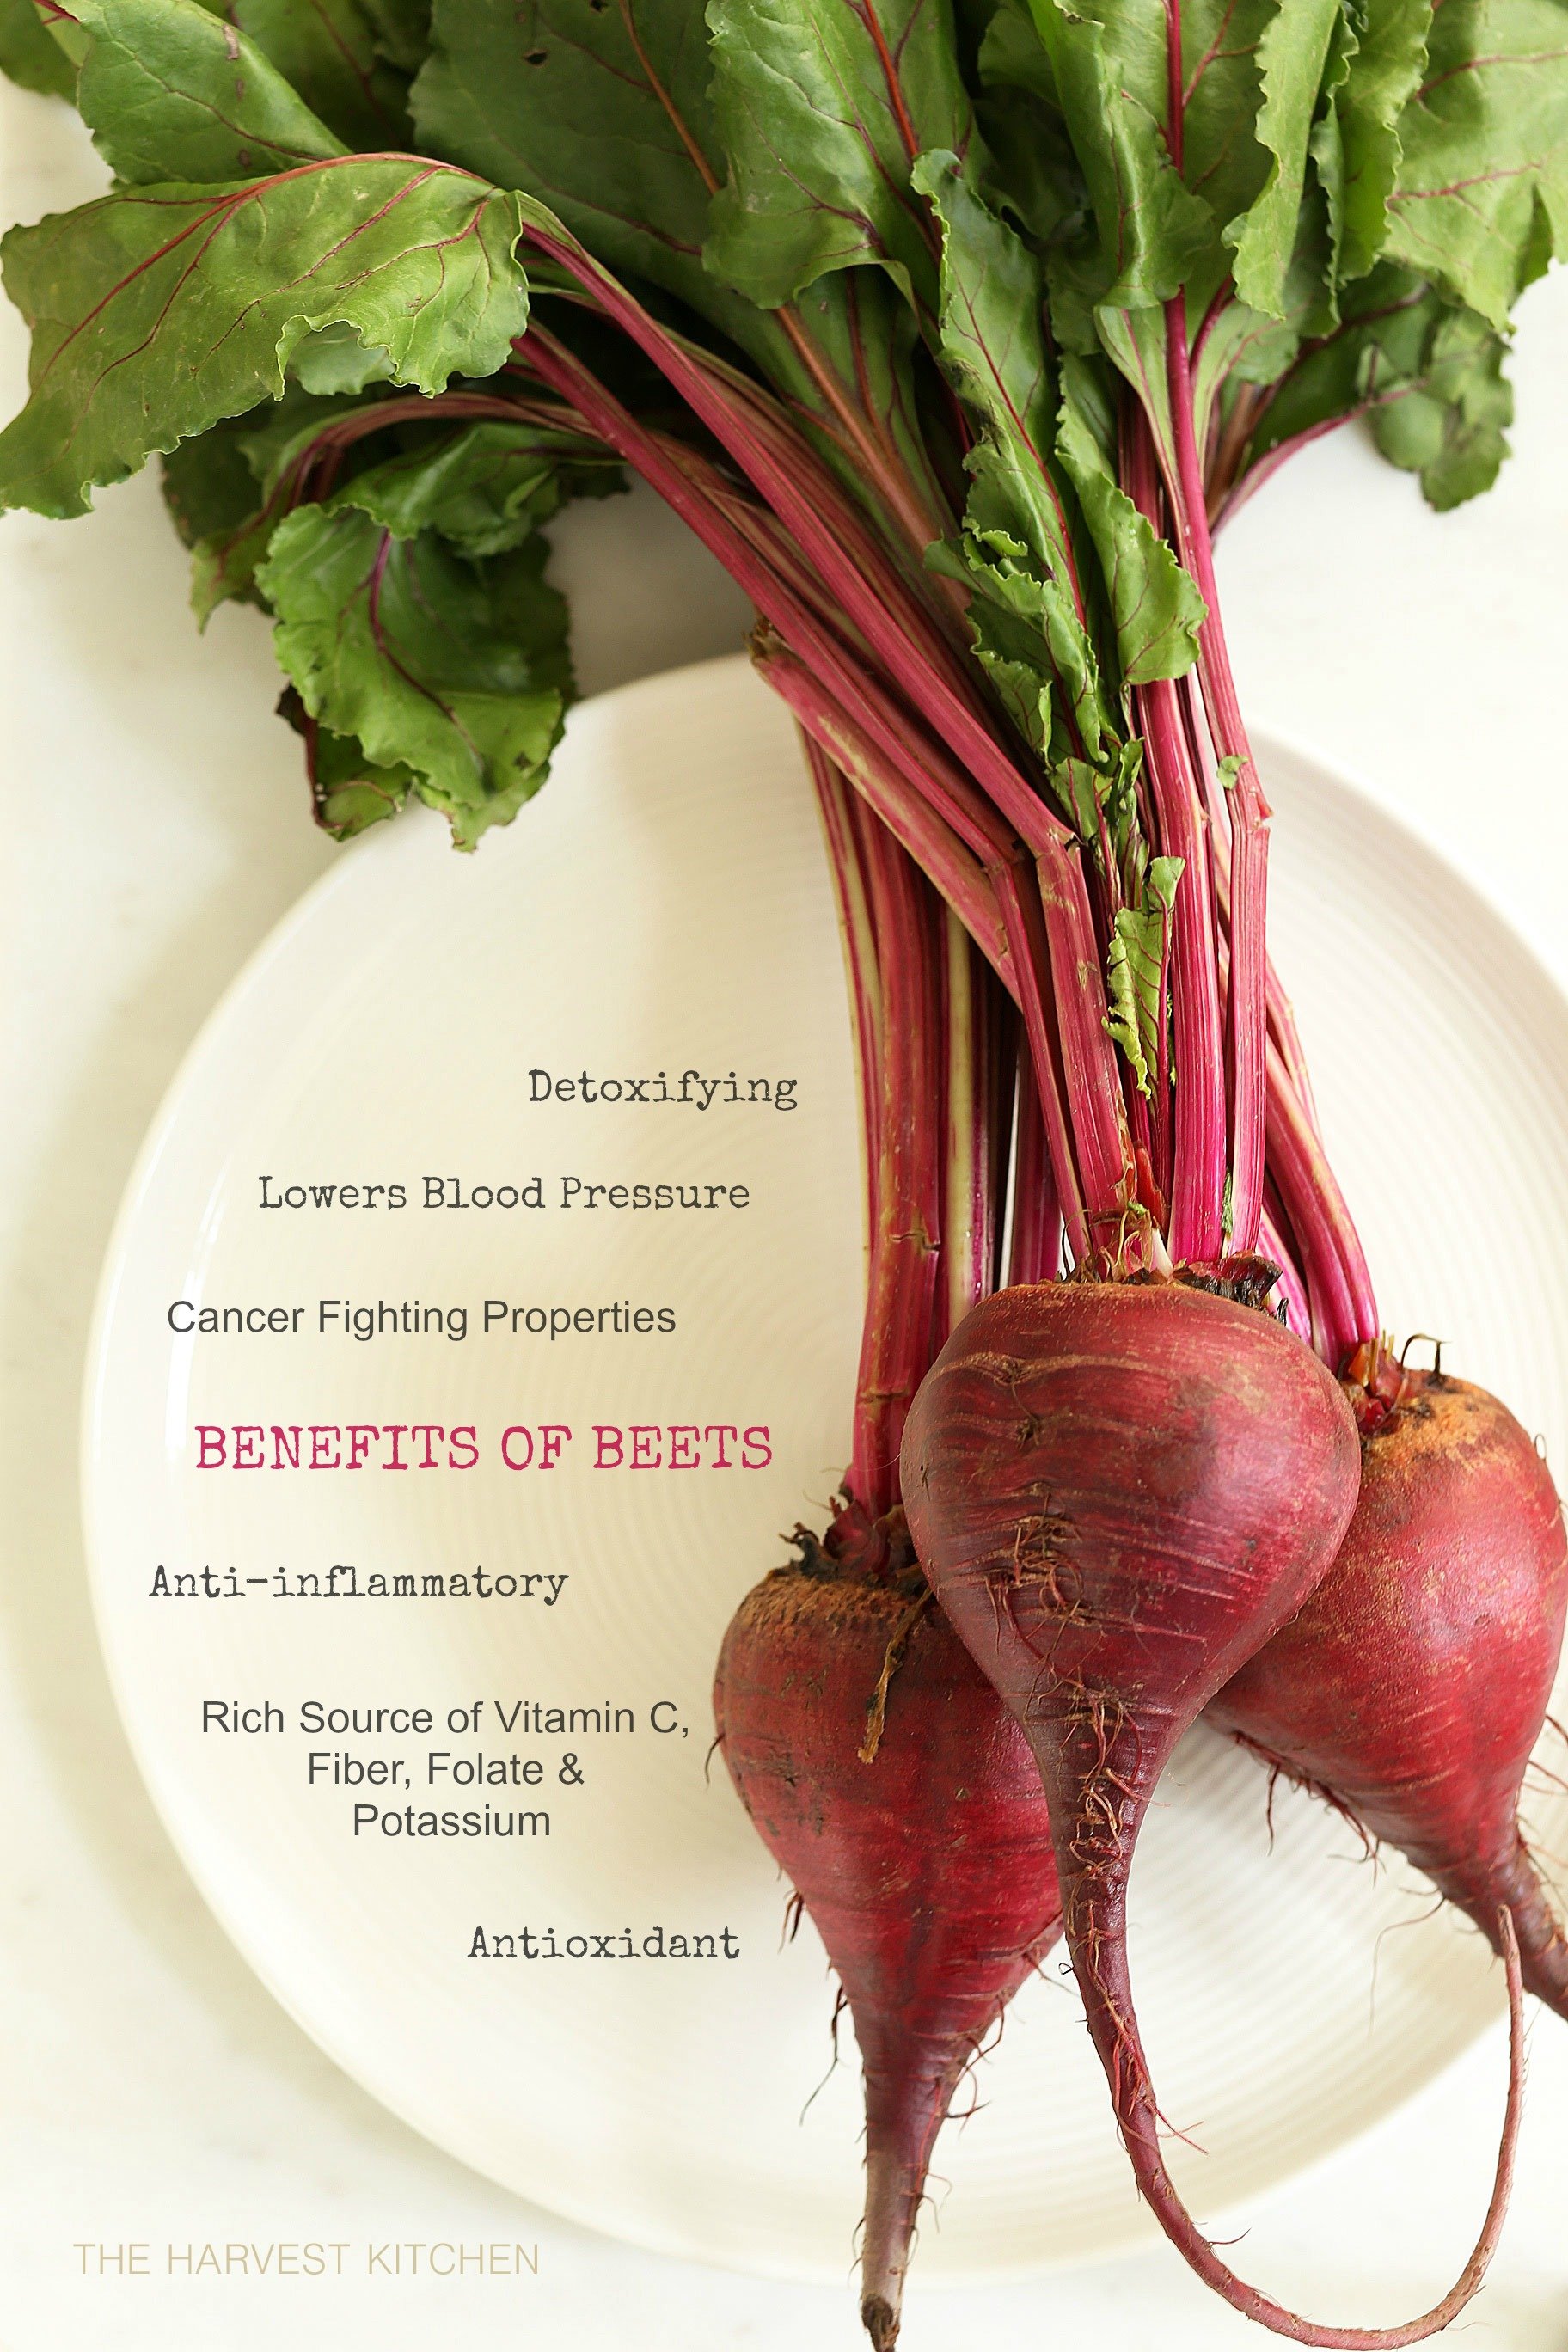 Detoxifying
Lowers Blood Pressure
Cancer Fighting Properties
BENEFITS OF BEETS
Anti-inflammatory
Rich Source of Vitamin C,
Fiber, Folate &
Potassium
Antioxidant
THE HARVEST KITCHEN